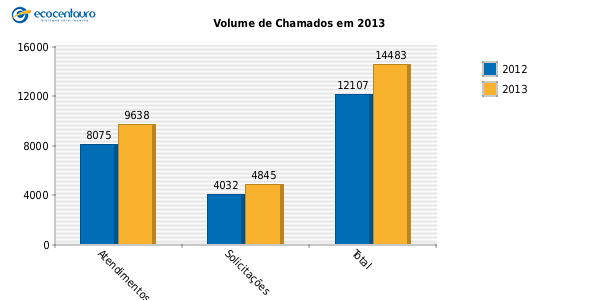 ecocentauro
Volume de Chamados em 2013
16000
12000
8000
4000
0
8075
9638
4032
4845
12107
14483
Atendimentos
Solicitações
Total
2012
2013